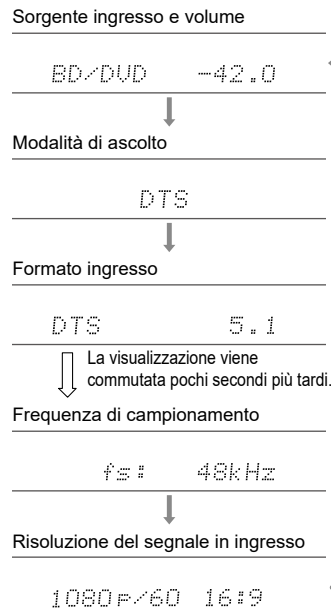 Sorgente ingresso e volume
BD/DVD -42.0
Modalità di ascolto
DTS
Formato ingresso
DTS 5.1
La visualizzazione viene
commutata pochi secondi più tardi.
Frequenza di campionamento
fs: 48kHz
Risoluzione del segnale in ingresso
1080p/60 16:9